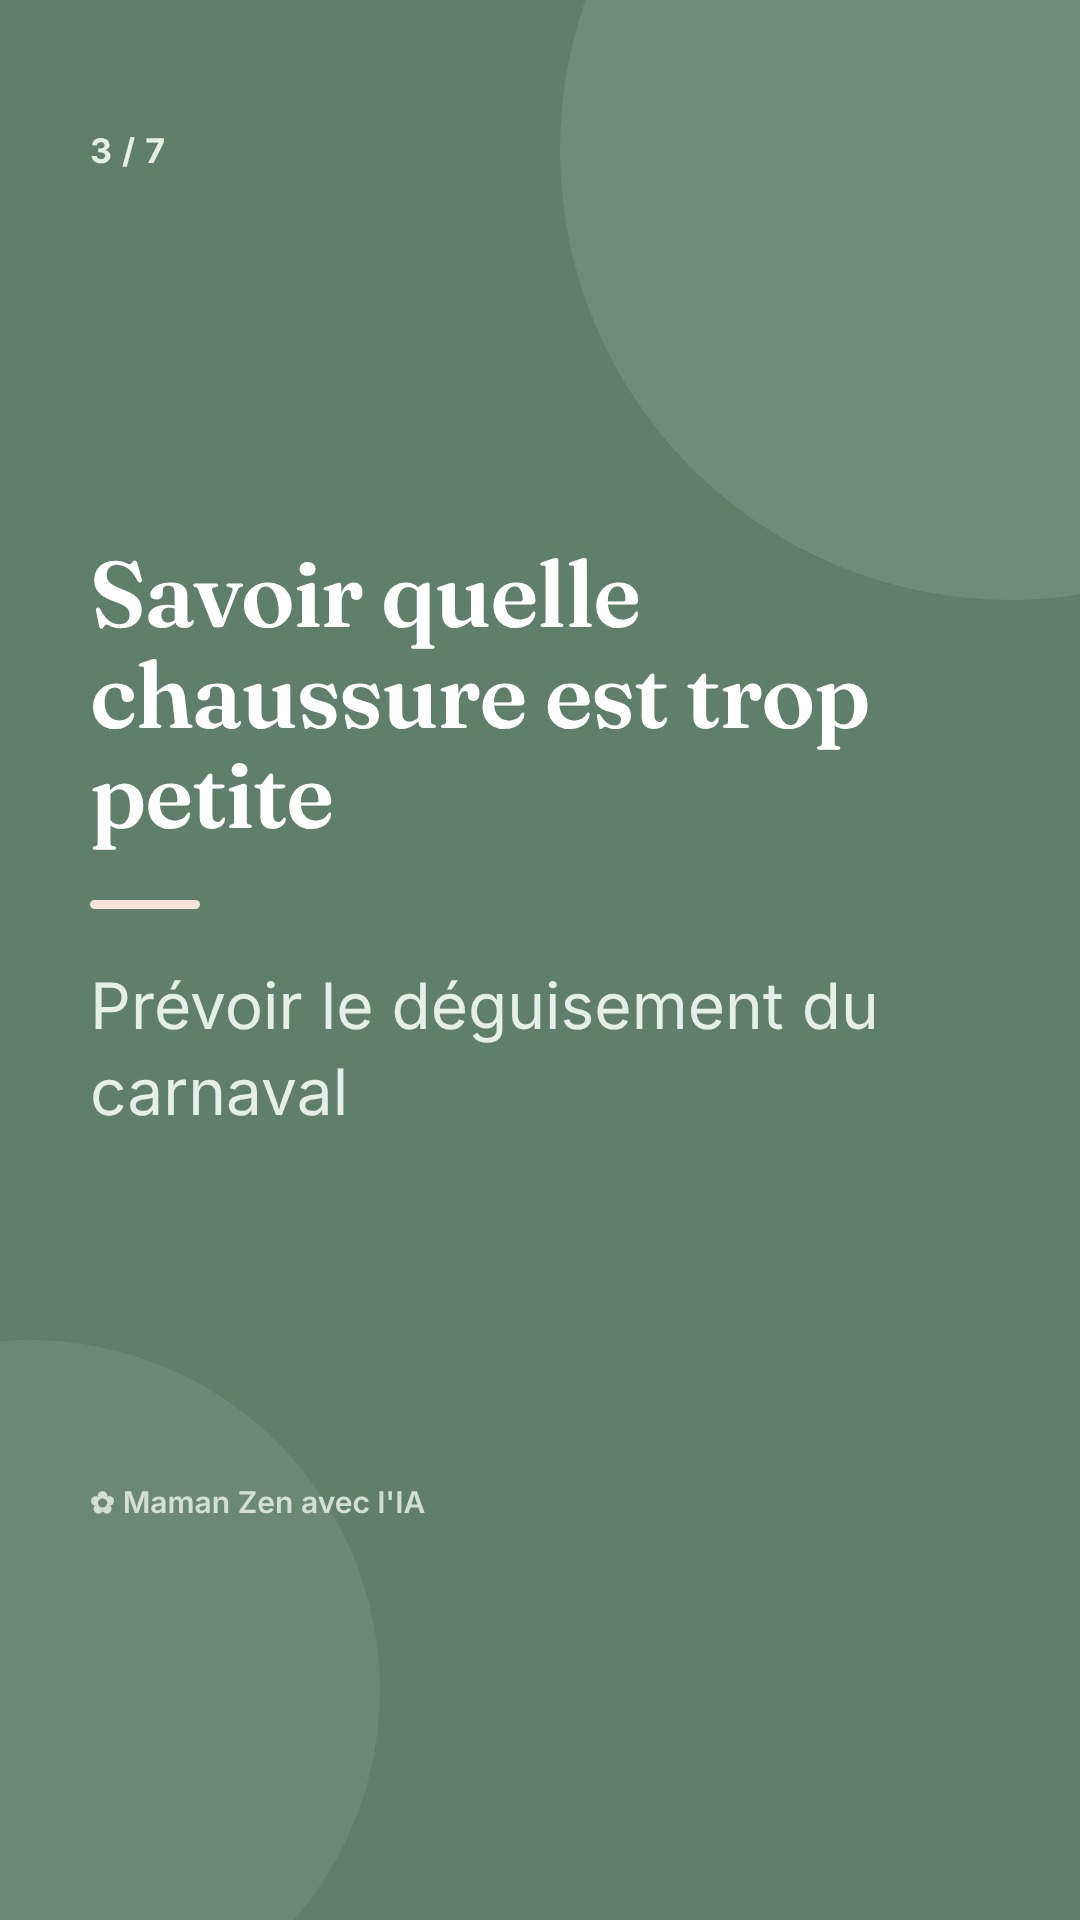 3 / 7
Savoir quelle
chaussure est trop
petite
Prévoir le déguisement du
carnaval
✿ Maman Zen avec l'IA